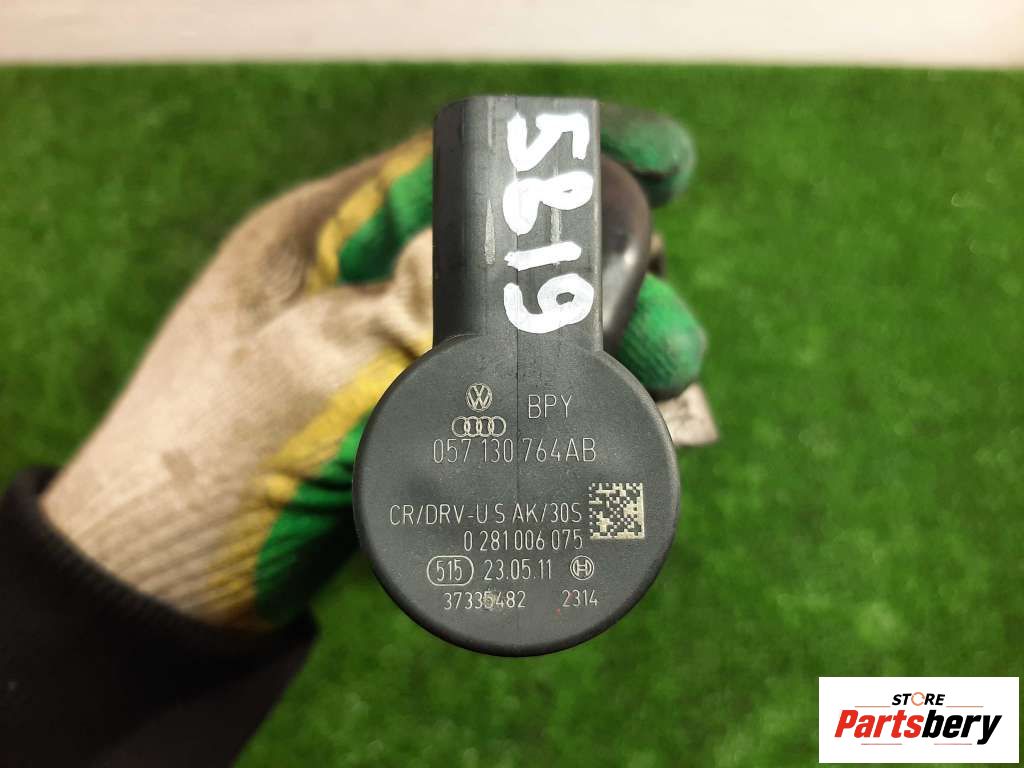 5819
BPY
057 130 764AB
CR/DRV-U S AK/30S
0 281 006 075
515 23.05.11
37335482 2314
STORE
Partsbery